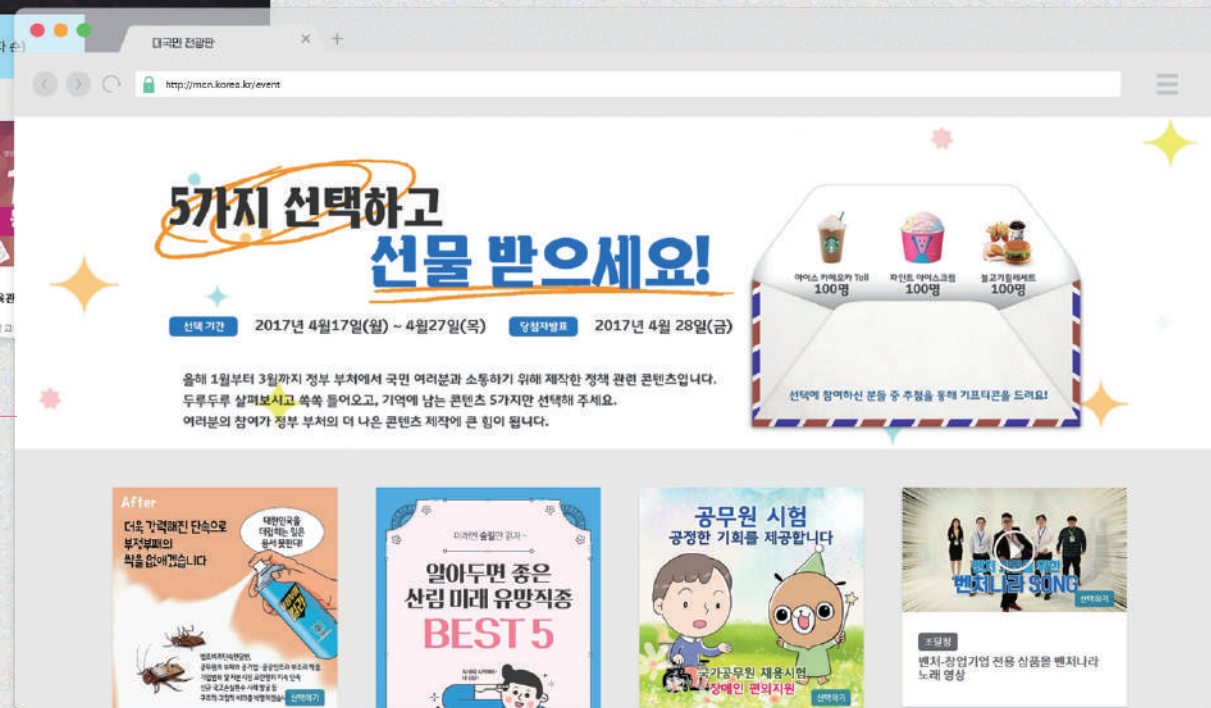 대국민 전광판
http://mcn.korea.kr/event
5가지 선택하고
선물 받으세요!
선택 기간 2017년 4월17일(월) ~ 4월27일(목) 당첨자발표 2017년 4월 28일(금)
올해 1월부터 3월까지 정부 부처에서 국민 여러분과 소통하기 위해 제작한 정책 관련 콘텐츠입니다.
두루두루 살펴보시고 쏙쏙 들어오고, 기억에 남는 콘텐츠 5가지만 선택해 주세요.
여러분의 참여가 정부 부처의 더 나은 콘텐츠 제작에 큰 힘이 됩니다.
아이스 카페모카 Toll
100명
파인트 아이스크림
100명
불고기힐레세트
100명
선택에 참여하신 분들 중 추첨을 통해 기프티콘을 드려요!
After
더욱 강력해진 단속으로
부정부패의
싹을 없애겠습니다
대한민국을
더럽히는 일은
용서 못한다!
선택하기
미래엔 숲길만 걷자~
알아두면 좋은
산림 미래 유망직종
BEST 5
공무원 시험
공정한 기회를 제공합니다
국가공무원 채용시험
장애인 편의지원
선택하기
벤처나라 SONG
선택하기
조달청
벤처·창업기업 전용 상품몰 벤처나라
노래 영상